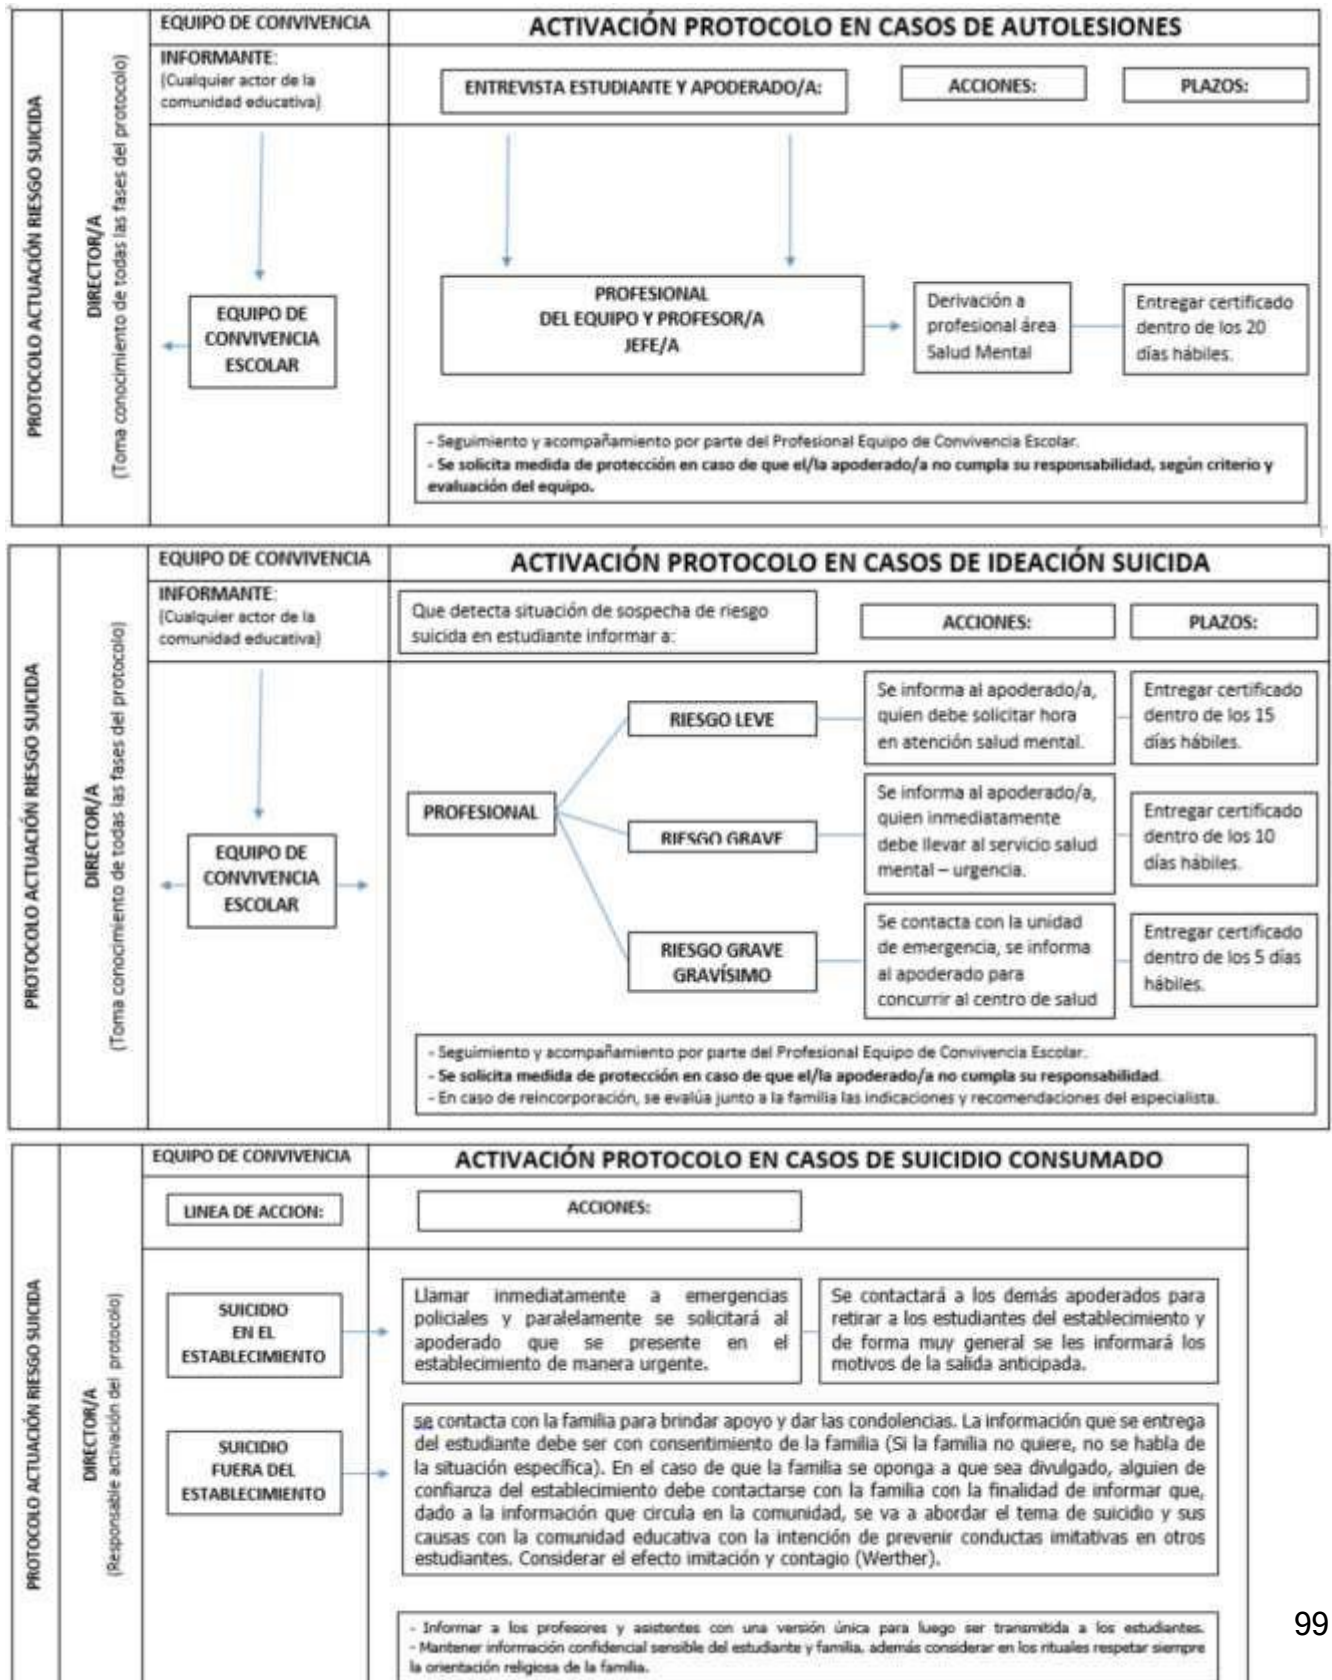 PROTOCOLO ACTUACIÓN RIESGO SUICIDA
DIRECTOR/A
(Toma conocimiento de todas las fases del protocolo)
EQUIPO DE CONVIVENCIA
ACTIVACIÓN PROTOCOLO EN CASOS DE AUTOLESIONES
INFORMANTE:
(Cualquier actor de la
comunidad educativa)
ENTREVISTA ESTUDIANTE Y APODERADO/A:
ACCIONES:
PLAZOS:
EQUIPO DE
CONVIVENCIA
ESCOLAR
PROFESIONAL
DEL EQUIPO Y PROFESOR/A
JEFE/A
Derivación a
profesional área
Salud Mental
Entregar certificado
dentro de los 20
días hábiles.
- Seguimiento y acompañamiento por parte del Profesional Equipo de Convivencia Escolar.
- Se solicita medida de protección en caso de que el/la apoderado/a no cumpla su responsabilidad, según criterio y
evaluación del equipo.
PROTOCOLO ACTUACIÓN RIESGO SUICIDA
DIRECTOR/A
(Toma conocimiento de todas las fases del protocolo)
EQUIPO DE CONVIVENCIA
ACTIVACIÓN PROTOCOLO EN CASOS DE IDEACIÓN SUICIDA
INFORMANTE:
(Cualquier actor de la
comunidad educativa)
Que detecta situación de sospecha de riesgo
suicida en estudiante informar a:
ACCIONES:
PLAZOS:
EQUIPO DE
CONVIVENCIA
ESCOLAR
PROFESIONAL
RIESGO LEVE
Se informa al apoderado/a,
quien debe solicitar hora
en atención salud mental.
Entregar certificado
dentro de los 15
días hábiles.
RIESGO GRAVE
Se informa al apoderado/a,
quien inmediatamente
debe llevar al servicio salud
mental – urgencia.
Entregar certificado
dentro de los 10
días hábiles.
RIESGO GRAVE
GRAVÍSIMO
Se contacta con la unidad
de emergencia, se informa
al apoderado para
concurrir al centro de salud
Entregar certificado
dentro de los 5 días
hábiles.
- Seguimiento y acompañamiento por parte del Profesional Equipo de Convivencia Escolar.
- Se solicita medida de protección en caso de que el/la apoderado/a no cumpla su responsabilidad.
- En caso de reincorporación, se evalúa junto a la familia las indicaciones y recomendaciones del especialista.
PROTOCOLO ACTUACIÓN RIESGO SUICIDA
DIRECTOR/A
(Responsable activación del protocolo)
EQUIPO DE CONVIVENCIA
ACTIVACIÓN PROTOCOLO EN CASOS DE SUICIDIO CONSUMADO
LINEA DE ACCION:
ACCIONES:
SUICIDIO
EN EL
ESTABLECIMIENTO
Llamar inmediatamente a emergencias
policiales y paralelamente se solicitará al
apoderado que se presente en el
establecimiento de manera urgente.
Se contactará a los demás apoderados para
retirar a los estudiantes del establecimiento y
de forma muy general se les informará los
motivos de la salida anticipada.
SUICIDIO
FUERA DEL
ESTABLECIMIENTO
se contacta con la familia para brindar apoyo y dar las condolencias. La información que se entrega
del estudiante debe ser con consentimiento de la familia (Si la familia no quiere, no se habla de
la situación específica). En el caso de que la familia se oponga a que sea divulgado, alguien de
confianza del establecimiento debe contactarse con la familia con la finalidad de informar que,
dado a la información que circula en la comunidad, se va a abordar el tema de suicidio y sus
causas con la comunidad educativa con la intención de prevenir conductas imitativas en otros
estudiantes. Considerar el efecto imitación y contagio (Werther).
- Informar a los profesores y asistentes con una versión única para luego ser transmitida a los estudiantes.
- Mantener información confidencial sensible del estudiante y familia, además considerar en los rituales respetar siempre
la orientación religiosa de la familia.
99